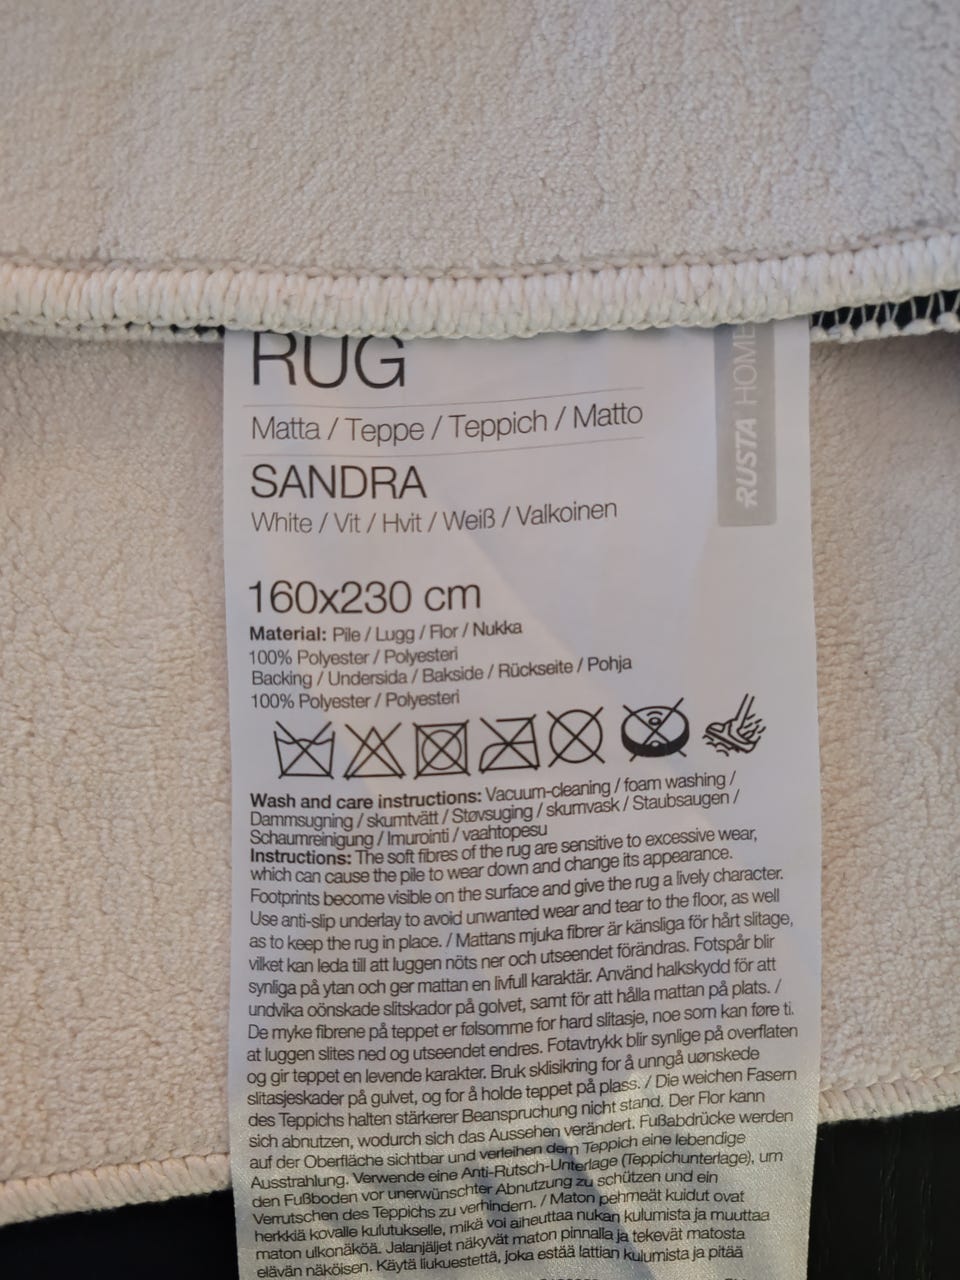 RUG
Matta / Teppe / Teppich / Matto
SANDRA
White / Vit / Hvit / Weiß / Valkoinen
RUSTA HOME
160x230 cm
Material: Pile / Lugg / Flor / Nukka
100% Polyester / Polyesteri
Backing / Undersida / Bakside / Rückseite / Pohja
100% Polyester / Polyesteri
Wash and care instructions: Vacuum-cleaning / foam washing /
Dammsugning / skumtvätt / Støvsuging / skumvask / Staubsaugen /
Schaumreinigung / Imurointi / vaahtopesu
Instructions: The soft fibres of the rug are sensitive to excessive wear,
which can cause the pile to wear down and change its appearance.
Footprints become visible on the surface and give the rug a lively character.
Use anti-slip underlay to avoid unwanted wear and tear to the floor, as well
as to keep the rug in place. / Mattans mjuka fibrer är känsliga för hårt slitage,
vilket kan leda till att luggen nöts ner och utseendet förändras. Fotspår blir
synliga på ytan och ger mattan en livfull karaktär. Använd halkskydd för att
undvika oönskade slitskador på golvet, samt för att hålla mattan på plats. /
De myke fibrene på teppet er følsomme for hard slitasje, noe som kan føre ti.
at luggen slites ned og utseendet endres. Fotavtrykk blir synlige på overflaten
og gir teppet en levende karakter. Bruk sklisikring for å unngå uønskede
slitasjeskader på gulvet, og for å holde teppet på plass. / Die weichen Fasern
des Teppichs halten stärkerer Beanspruchung nicht stand. Der Flor kann
sich abnutzen, wodurch sich das Aussehen verändert. Fußabdrücke werden
auf der Oberfläche sichtbar und verleihen dem Teppich eine lebendige
Ausstrahlung. Verwende eine Anti-Rutsch-Unterlage (Teppichunterlage), um
den Fußboden vor unerwünschter Abnutzung zu schützen und ein
Verrutschen des Teppichs zu verhindern. / Maton pehmeät kuidut ovat
herkkiä kovalle kulutukselle, mikä voi aiheuttaa nukan kulumista ja muuttaa
maton ulkonäköä. Jalanjäljet näkyvät maton pinnalla ja tekevät matosta
elävän näköisen. Käytä liukuestettä, joka estää lattian kulumista ja pitää